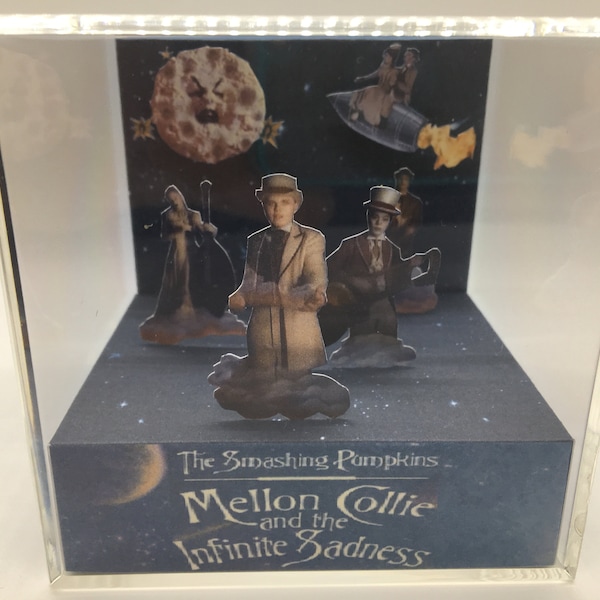 The Smashing Pumpkins
Mellon Collie
and the
Infinite Sadness